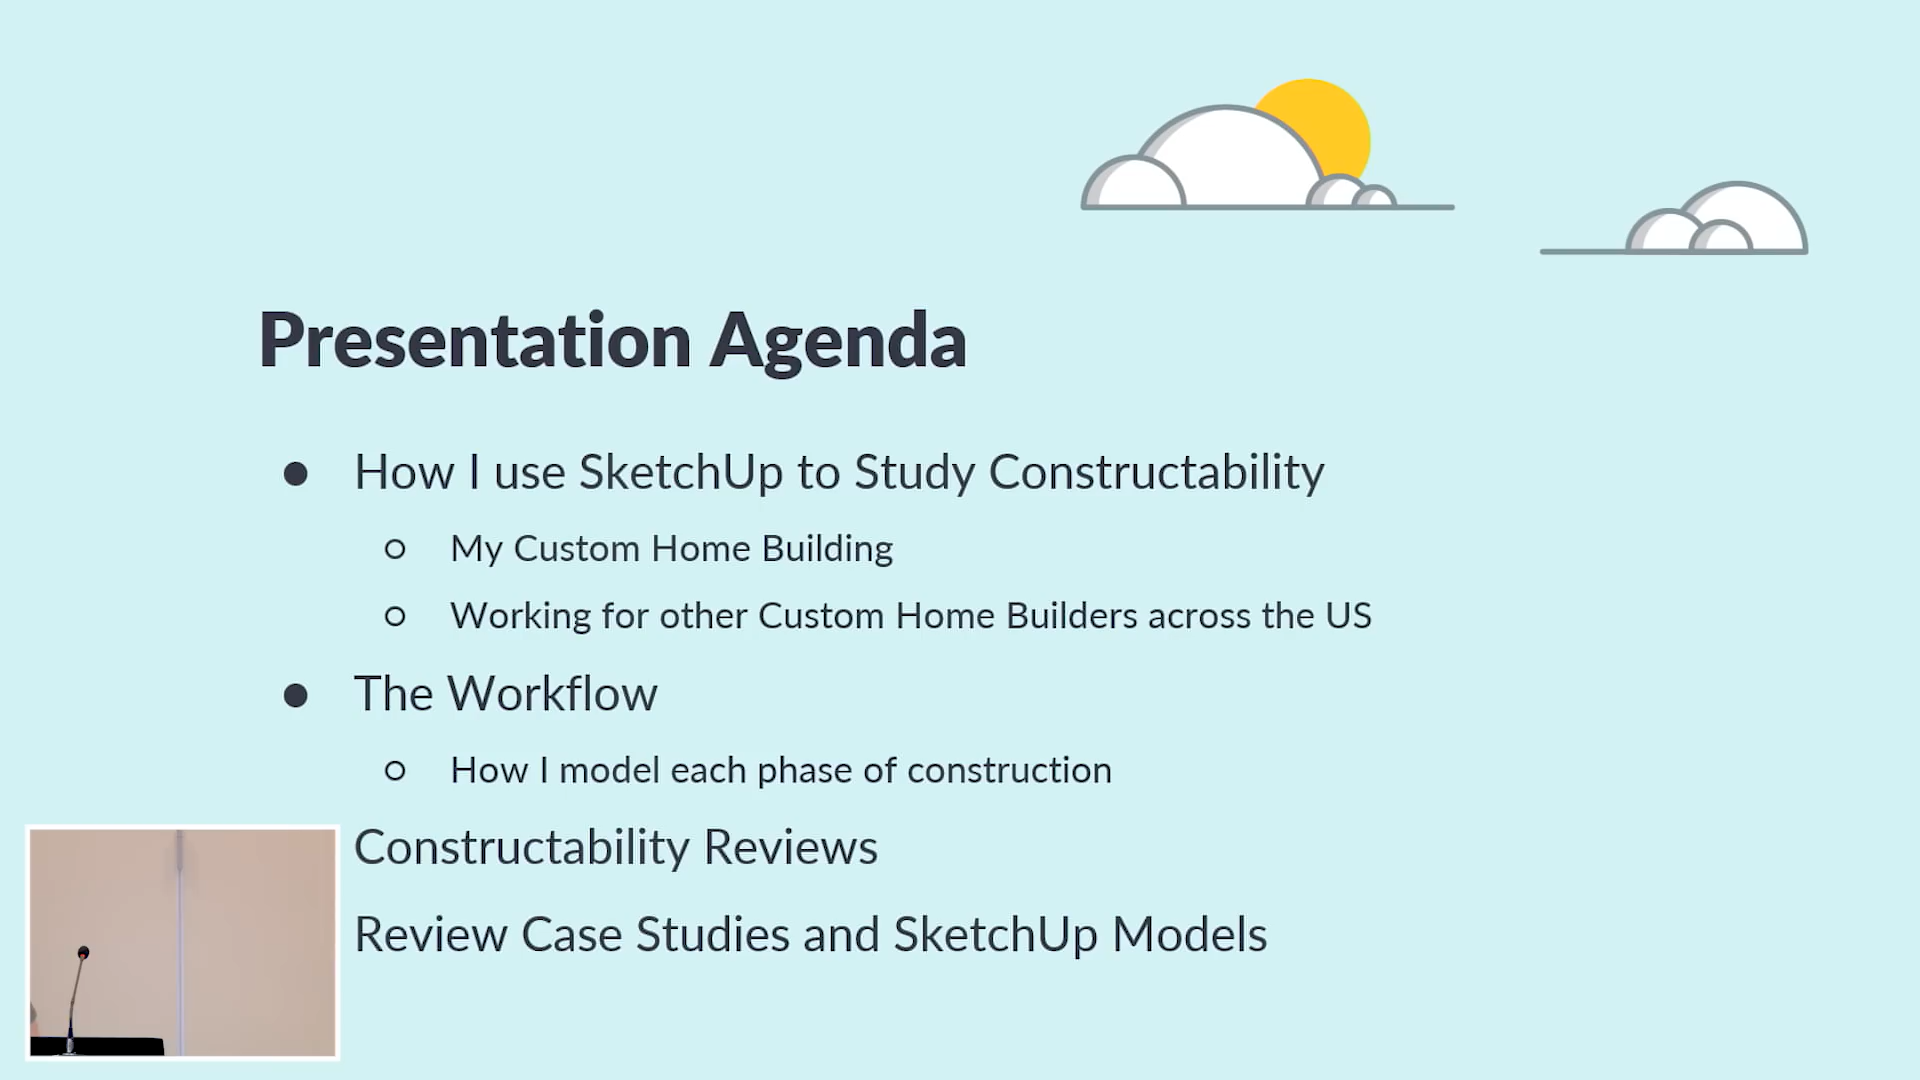 Presentation Agenda
● How I use SketchUp to Study Constructability
○ My Custom Home Building
○ Working for other Custom Home Builders across the US
● The Workflow
○ How I model each phase of construction
Constructability Reviews
Review Case Studies and SketchUp Models